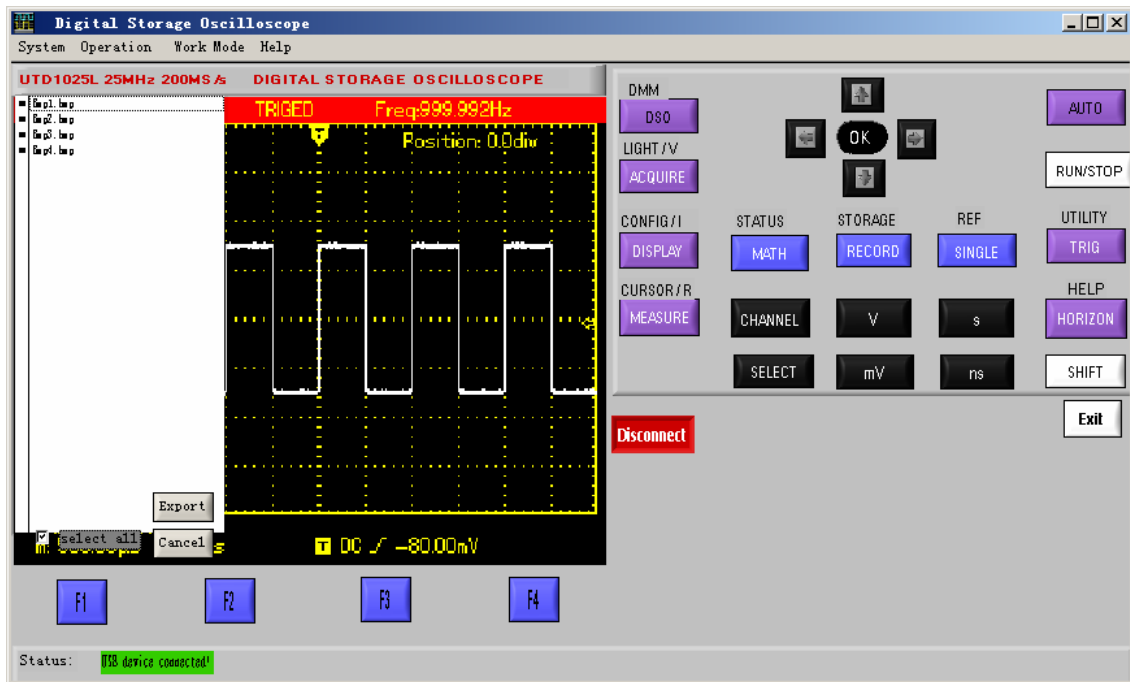 Digital Storage Oscilloscope
System Operation Work Mode Help
UTD1025L 25MHz 200MS/s DIGITAL STORAGE OSCILLOSCOPE
Bmp1.bmp
Bmp2.bmp
Bmp3.bmp
Bmp4.bmp
TRIGED Freq:999.992Hz
Position: 0.0div
Export
select all
Cancel
T DC −80.00mV
F1 F2 F3 F4
DMM
DSO
LIGHT/V
ACQUIRE
CONFIG/I
DISPLAY
CURSOR/R
MEASURE
OK
AUTO
RUN/STOP
STATUS STORAGE REF UTILITY
MATH RECORD SINGLE TRIG
HELP
CHANNEL V s HORIZON
SELECT mV ns SHIFT
Disconnect
Exit
Status: USB device connected!